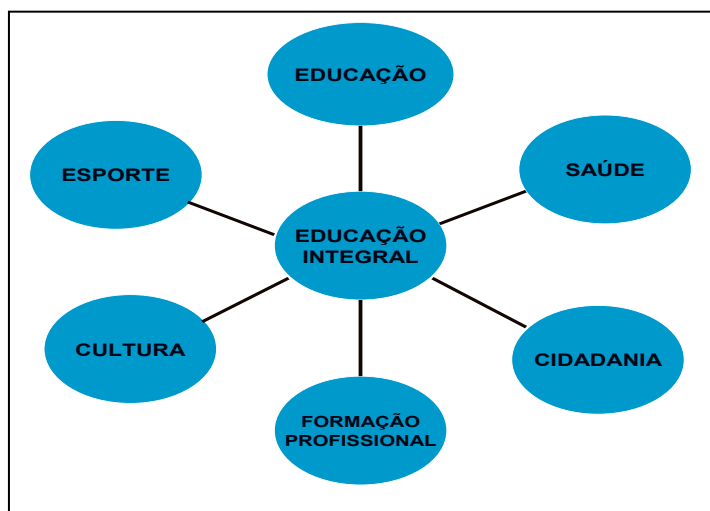 EDUCAÇÃO
ESPORTE
SAÚDE
EDUCAÇÃO
INTEGRAL
CULTURA
CIDADANIA
FORMAÇÃO
PROFISSIONAL